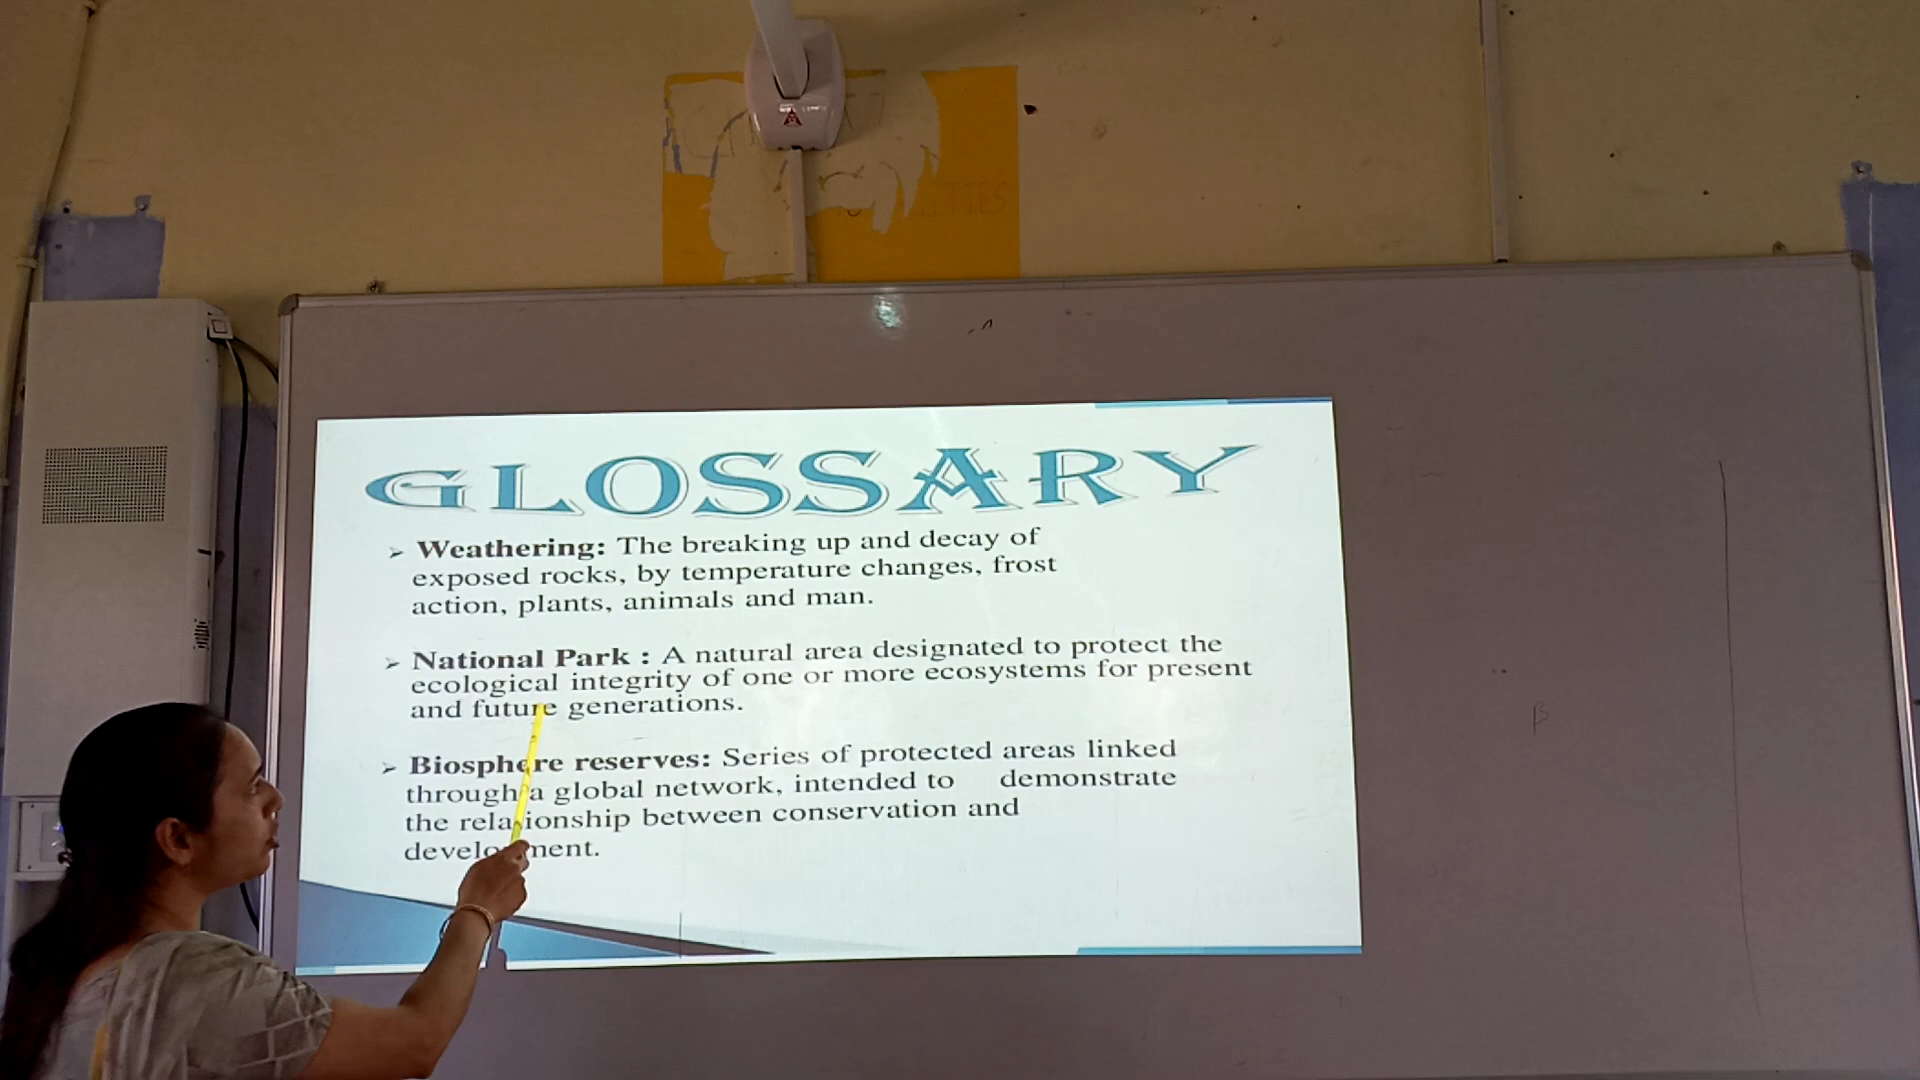 ITIES
GLOSSARY
➢ Weathering: The breaking up and decay of
exposed rocks, by temperature changes, frost
action, plants, animals and man.
➢ National Park : A natural area designated to protect the
ecological integrity of one or more ecosystems for present
and future generations.
➢ Biosphere reserves: Series of protected areas linked
through a global network, intended to demonstrate
the relationship between conservation and
development.
β